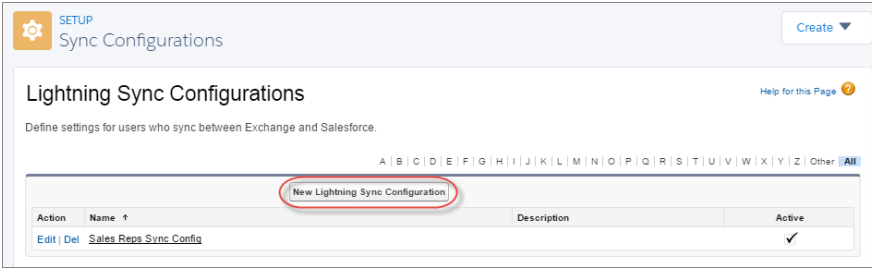 SETUP
Sync Configurations
Create
Lightning Sync Configurations
Help for this Page ?
Define settings for users who sync between Exchange and Salesforce.
A | B | C | D | E | F | G | H | I | J | K | L | M | N | O | P | Q | R | S | T | U | V | W | X | Y | Z | Other All
New Lightning Sync Configuration
Action Name ↑ Description Active
Edit | Del Sales Reps Sync Config ✓